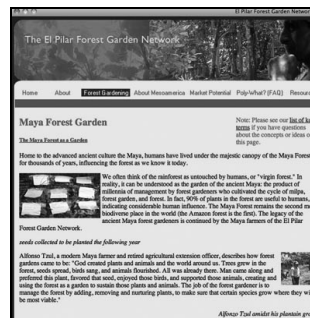 El Pilar Forest Garden Networ
The El Pilar Forest Garden Network
Home About Forest Gardening About Mesoamerica Market Potential Poly-What? (FAQ) Resourc
Maya Forest Garden
Note: Please see our list of k
terms if you have questions
about the concepts or ideas o
this page.
The Maya Forest as a Garden
Home to the advanced ancient culture the Maya, humans have lived under the majestic canopy of the Maya Forest
for thousands of years, influencing the forest as we know it today.
We often think of the rainforest as untouched by humans, or "virgin forest." In
reality, it can be understood as the garden of the ancient Maya: the product of
millennia of management by forest gardeners who cultivated the cycle of milpa,
forest garden, and forest. In fact, 90% of plants in the forest are useful to humans,
indicating considerable human influence. The Maya Forest remains the second m
biodiverse place in the world (the Amazon forest is the first). The legacy of the
ancient Maya forest gardeners is continued by the Maya farmers of the El Pilar
Forest Garden Network.
seeds collected to be planted the following year
Alfonso Tzul, a modern Maya farmer and retired agricultural extension officer, describes how forest
gardens came to be: "God created plants and animals and the world around us. Trees grew in the
forest, seeds spread, birds sang, and animals flourished. All was already there. Man came along and
preferred this plant, favored that seed, enjoyed those birds, and supported those animals, creating and
using the forest as a garden to sustain those plants and animals. The job of the forest gardener is to
manage the forest by adding, removing and nurturing plants, to make sure that certain species grow where they wi
be most viable."
Alfonso Tzul amidst his plantain gro